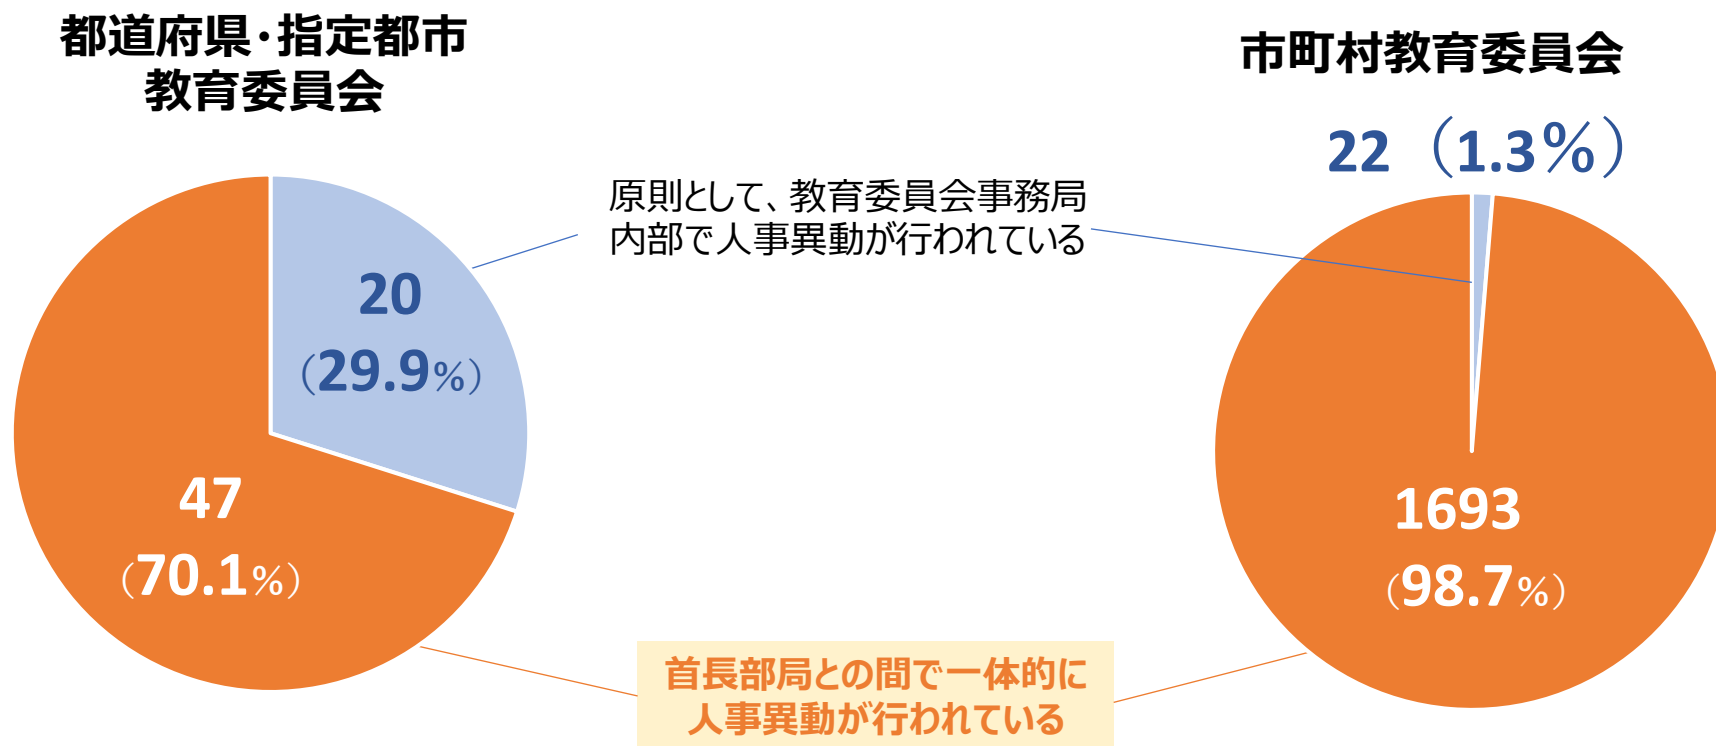 都道府県・指定都市
教育委員会
市町村教育委員会
22（1.3％）
原則として、教育委員会事務局
内部で人事異動が行われている
20
（29.9％）
47
（70.1％）
1693
（98.7％）
首長部局との間で一体的に
人事異動が行われている